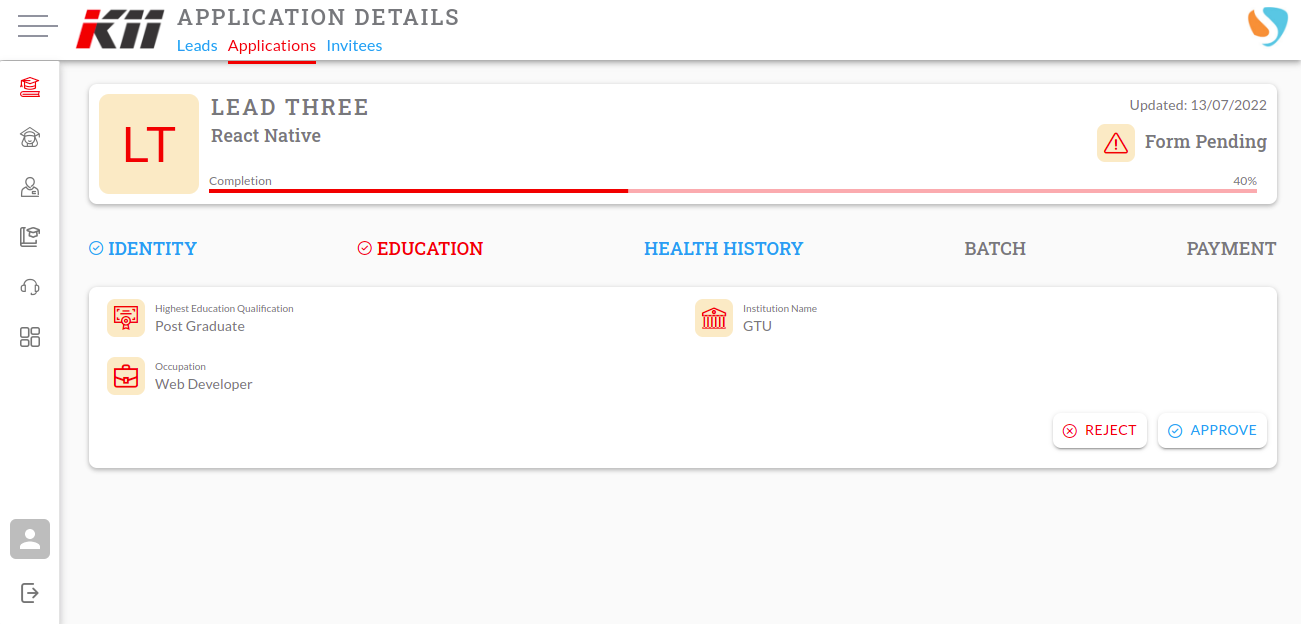 KII
APPLICATION DETAILS
Leads Applications Invitees
LT
LEAD THREE
React Native
Updated: 13/07/2022
Form Pending
Completion 40%
IDENTITY EDUCATION HEALTH HISTORY BATCH PAYMENT
Highest Education Qualification
Post Graduate
Institution Name
GTU
Occupation
Web Developer
REJECT APPROVE